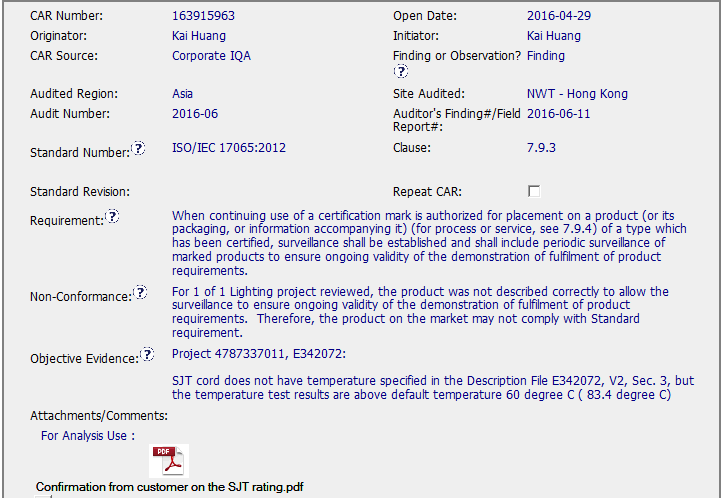 CAR Number: 163915963 Open Date: 2016-04-29
Originator: Kai Huang Initiator: Kai Huang
CAR Source: Corporate IQA Finding or Observation? Finding
?
Audited Region: Asia Site Audited: NWT - Hong Kong
Audit Number: 2016-06 Auditor's Finding#/Field 2016-06-11
Report#:
Standard Number: ? ISO/IEC 17065:2012 Clause: 7.9.3
Standard Revision: Repeat CAR:
Requirement: ? When continuing use of a certification mark is authorized for placement on a product (or its
packaging, or information accompanying it) (for process or service, see 7.9.4) of a type which
has been certified, surveillance shall be established and shall include periodic surveillance of
marked products to ensure ongoing validity of the demonstration of fulfilment of product
requirements.
Non-Conformance: ? For 1 of 1 Lighting project reviewed, the product was not described correctly to allow the
surveillance to ensure ongoing validity of the demonstration of fulfilment of product
requirements. Therefore, the product on the market may not comply with Standard
requirement.
Objective Evidence: ? Project 4787337011, E342072:
SJT cord does not have temperature specified in the Description File E342072, V2, Sec. 3, but
the temperature test results are above default temperature 60 degree C ( 83.4 degree C)
Attachments/Comments:
For Analysis Use :
PDF
Confirmation from customer on the SJT rating.pdf